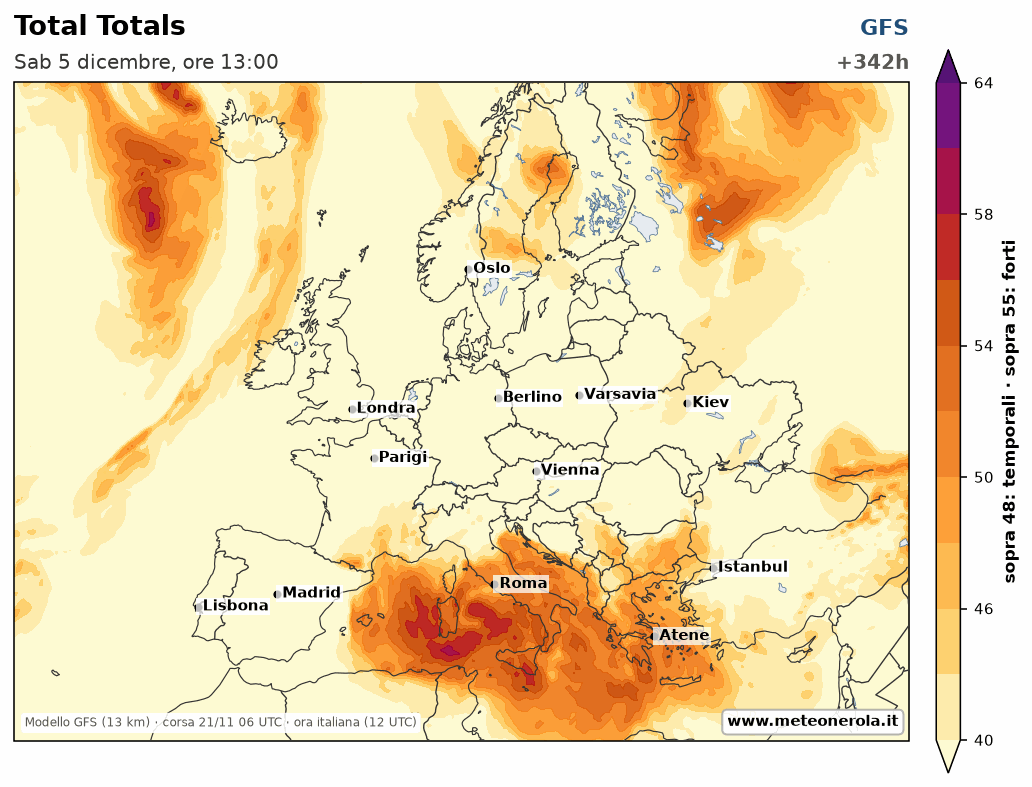 Total Totals
GFS
Sab 5 dicembre, ore 13:00
+342h
64
58
54
50
46
40
sopra 48: temporali · sopra 55: forti
Oslo
Berlino
Varsavia
Londra
Kiev
Parigi
Vienna
Istanbul
Roma
Madrid
Lisbona
Atene
Modello GFS (13 km) · corsa 21/11 06 UTC · ora italiana (12 UTC)
www.meteonerola.it